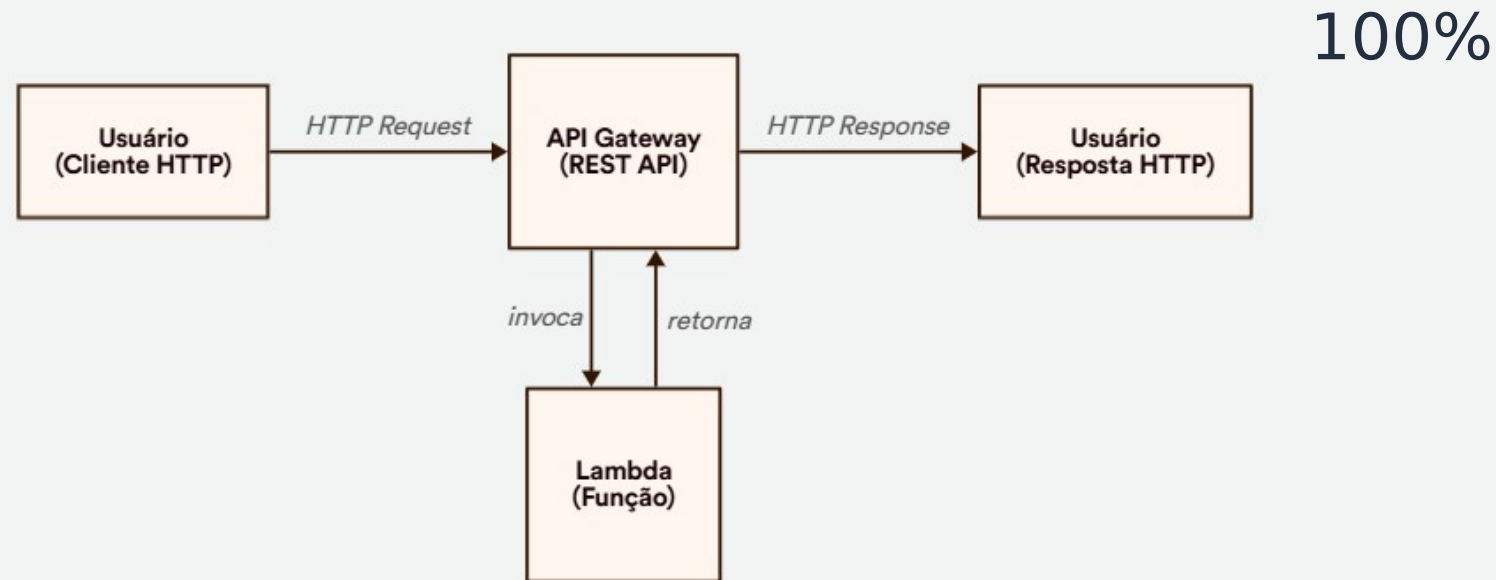 100%
Usuário
(Cliente HTTP)
HTTP Request
API Gateway
(REST API)
HTTP Response
Usuário
(Resposta HTTP)
invoca
retorna
Lambda
(Função)